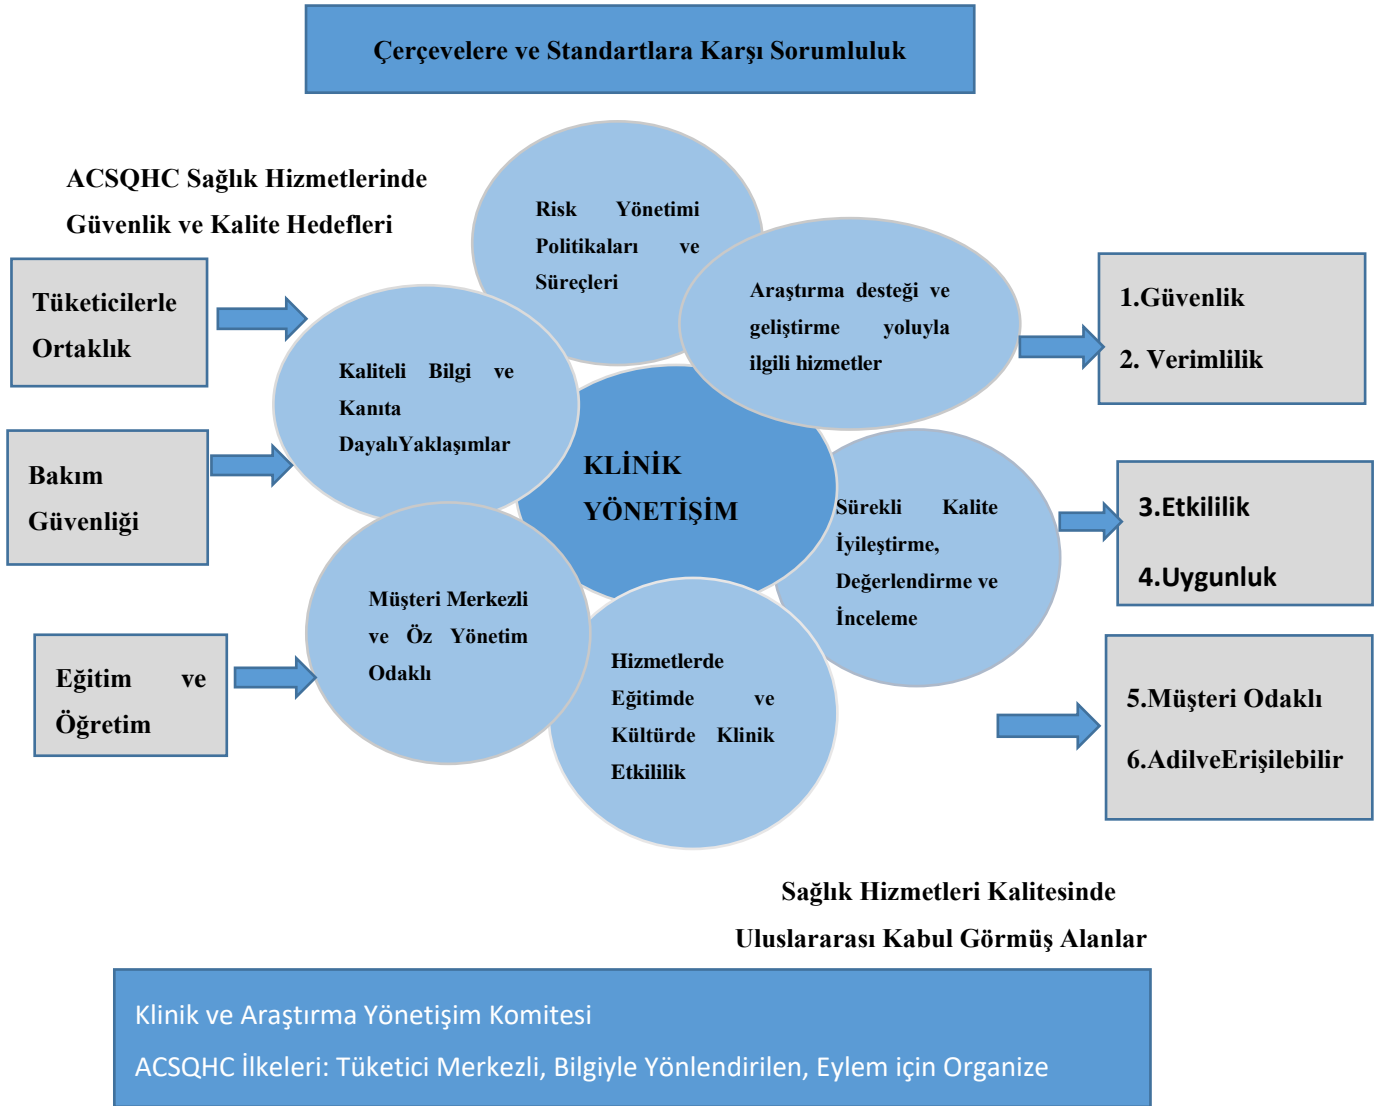 Çerçevelere ve Standartlara Karşı Sorumluluk
ACSQHC Sağlık Hizmetlerinde
Güvenlik ve Kalite Hedefleri
Tüketicilerle
Ortaklık
Bakım
Güvenliği
Eğitim ve
Öğretim
Risk Yönetimi
Politikaları ve
Süreçleri
Araştırma desteği ve
geliştirme yoluyla
ilgili hizmetler
Kaliteli Bilgi ve
Kanıta
DayalıYaklaşımlar
KLİNİK
YÖNETİŞİM
Sürekli Kalite
İyileştirme,
Değerlendirme ve
İnceleme
Müşteri Merkezli
ve Öz Yönetim
Odaklı
Hizmetlerde
Eğitimde ve
Kültürde Klinik
Etkililik
1.Güvenlik
2. Verimlilik
3.Etkililik
4.Uygunluk
5.Müşteri Odaklı
6.AdilveErişilebilir
Sağlık Hizmetleri Kalitesinde
Uluslararası Kabul Görmüş Alanlar
Klinik ve Araştırma Yönetişim Komitesi
ACSQHC İlkeleri: Tüketici Merkezli, Bilgiyle Yönlendirilen, Eylem için Organize